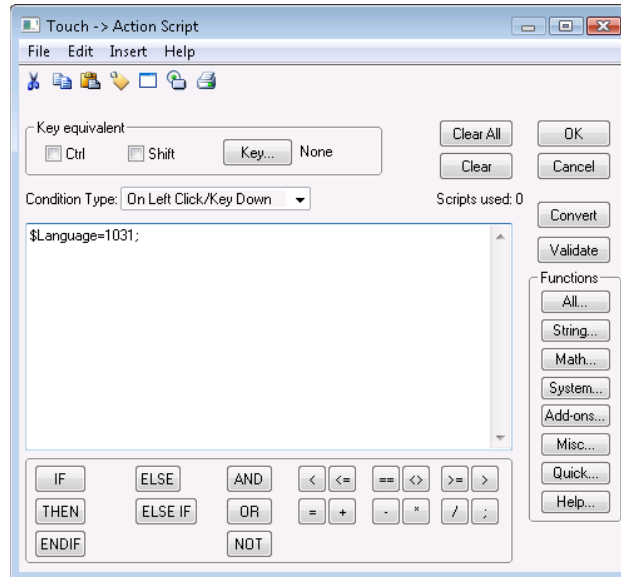 Touch -> Action Script
File Edit Insert Help
Key equivalent
Ctrl Shift Key... None
Clear All OK
Clear Cancel
Condition Type: On Left Click/Key Down Scripts used: 0
Convert
$Language=1031;
Validate
Functions
All...
String...
Math...
System...
Add-ons...
Misc...
Quick...
Help...
IF ELSE AND < <= == <> >= >
THEN ELSE IF OR = + - * / ;
ENDIF NOT